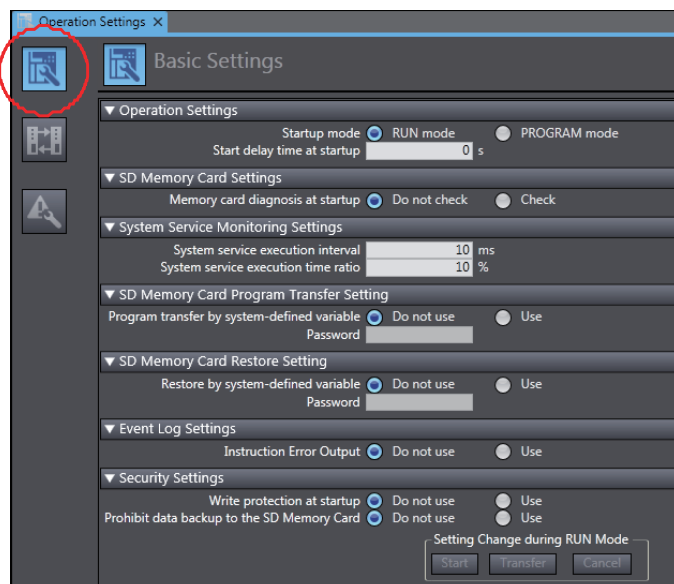 Operation Settings ×
Basic Settings
▼ Operation Settings
Startup mode RUN mode PROGRAM mode
Start delay time at startup 0 s
▼ SD Memory Card Settings
Memory card diagnosis at startup Do not check Check
▼ System Service Monitoring Settings
System service execution interval 10 ms
System service execution time ratio 10 %
▼ SD Memory Card Program Transfer Setting
Program transfer by system-defined variable Do not use Use
Password
▼ SD Memory Card Restore Setting
Restore by system-defined variable Do not use Use
Password
▼ Event Log Settings
Instruction Error Output Do not use Use
▼ Security Settings
Write protection at startup Do not use Use
Prohibit data backup to the SD Memory Card Do not use Use
Setting Change during RUN Mode
Start Transfer Cancel